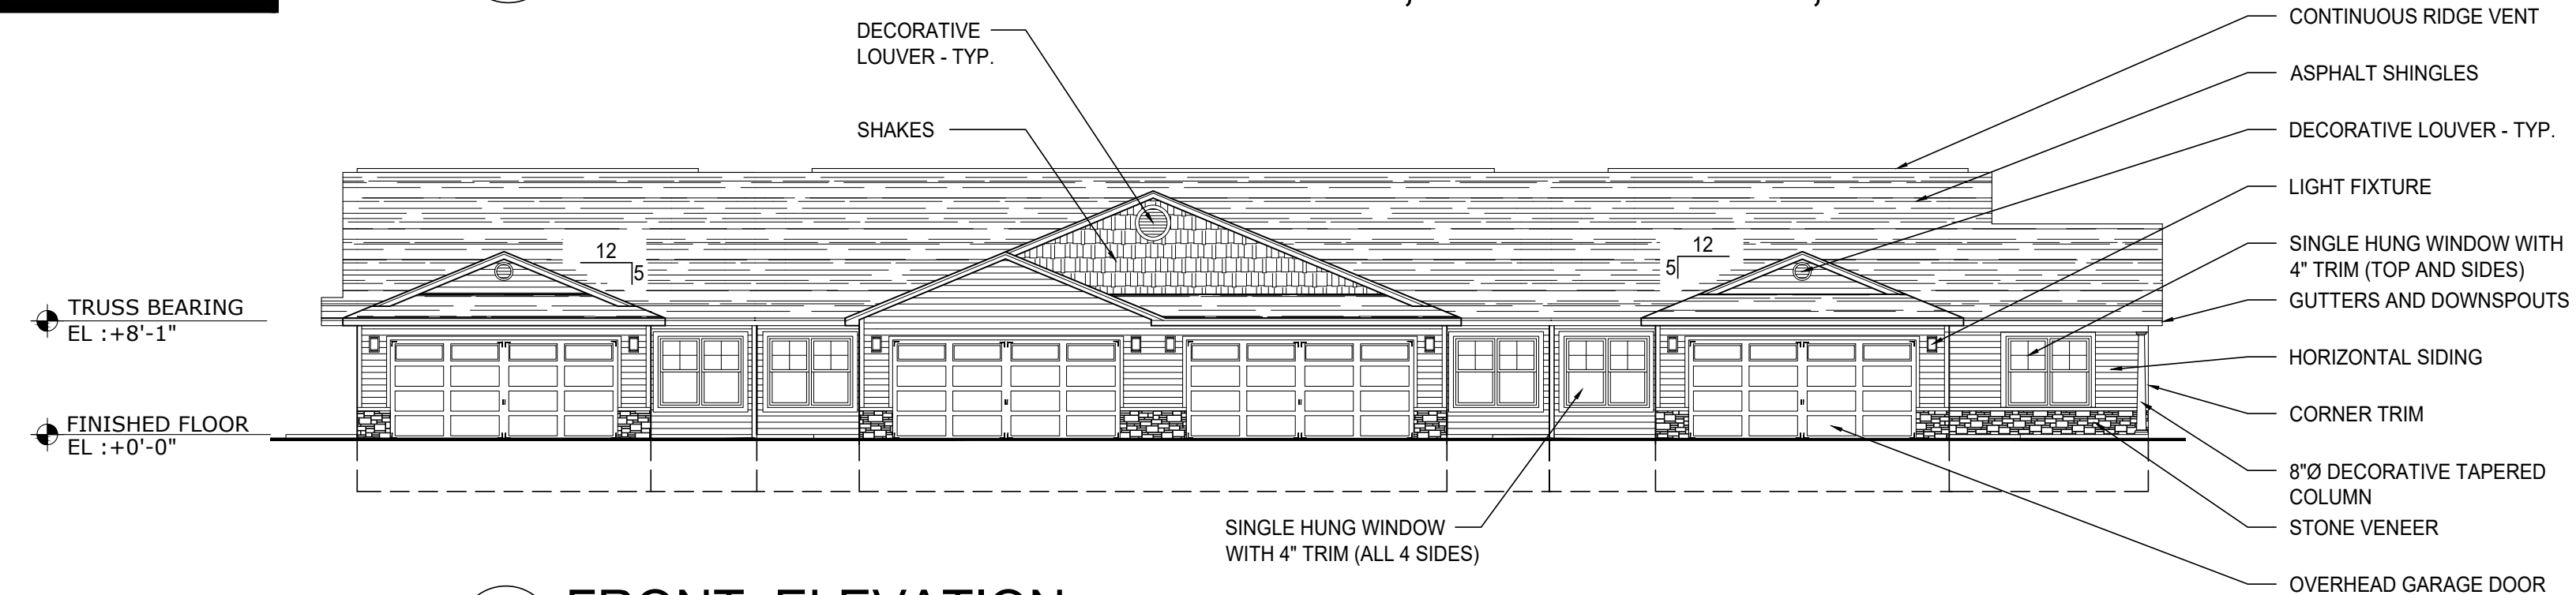 DECORATIVE
LOUVER - TYP.
SHAKES
CONTINUOUS RIDGE VENT
ASPHALT SHINGLES
DECORATIVE LOUVER - TYP.
LIGHT FIXTURE
SINGLE HUNG WINDOW WITH
4" TRIM (TOP AND SIDES)
GUTTERS AND DOWNSPOUTS
HORIZONTAL SIDING
CORNER TRIM
8"Ø DECORATIVE TAPERED
COLUMN
STONE VENEER
OVERHEAD GARAGE DOOR
12
5
12
5
TRUSS BEARING
EL :+8'-1"
FINISHED FLOOR
EL :+0'-0"
SINGLE HUNG WINDOW
WITH 4" TRIM (ALL 4 SIDES)
FRONT ELEVATION